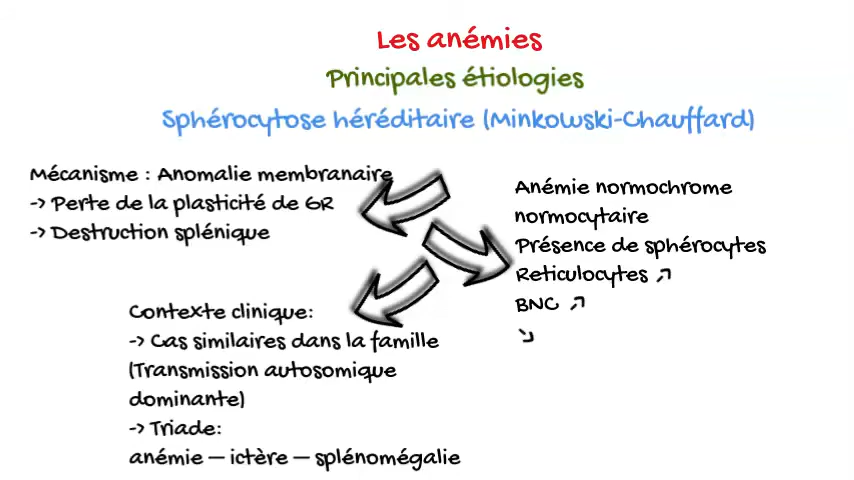 Les anémies
Principales étiologies
Sphérocytose héréditaire (Minkowski-Chauffard)
Mécanisme : Anomalie membranaire
-> Perte de la plasticité de GR
-> Destruction splénique
Anémie normochrome
normocytaire
Présence de sphérocytes
Reticulocytes ↗
BNC ↗
↘
Contexte clinique:
-> Cas similaires dans la famille
(Transmission autosomique
dominante)
-> Triade:
anémie – ictère – splénomégalie